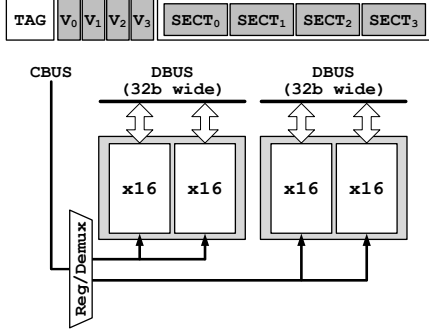 TAG V₀ V₁ V₂ V₃ SECT₀ SECT₁ SECT₂ SECT₃
CBUS DBUS DBUS
(32b wide) (32b wide)
x16 x16 x16 x16
Reg/Demux